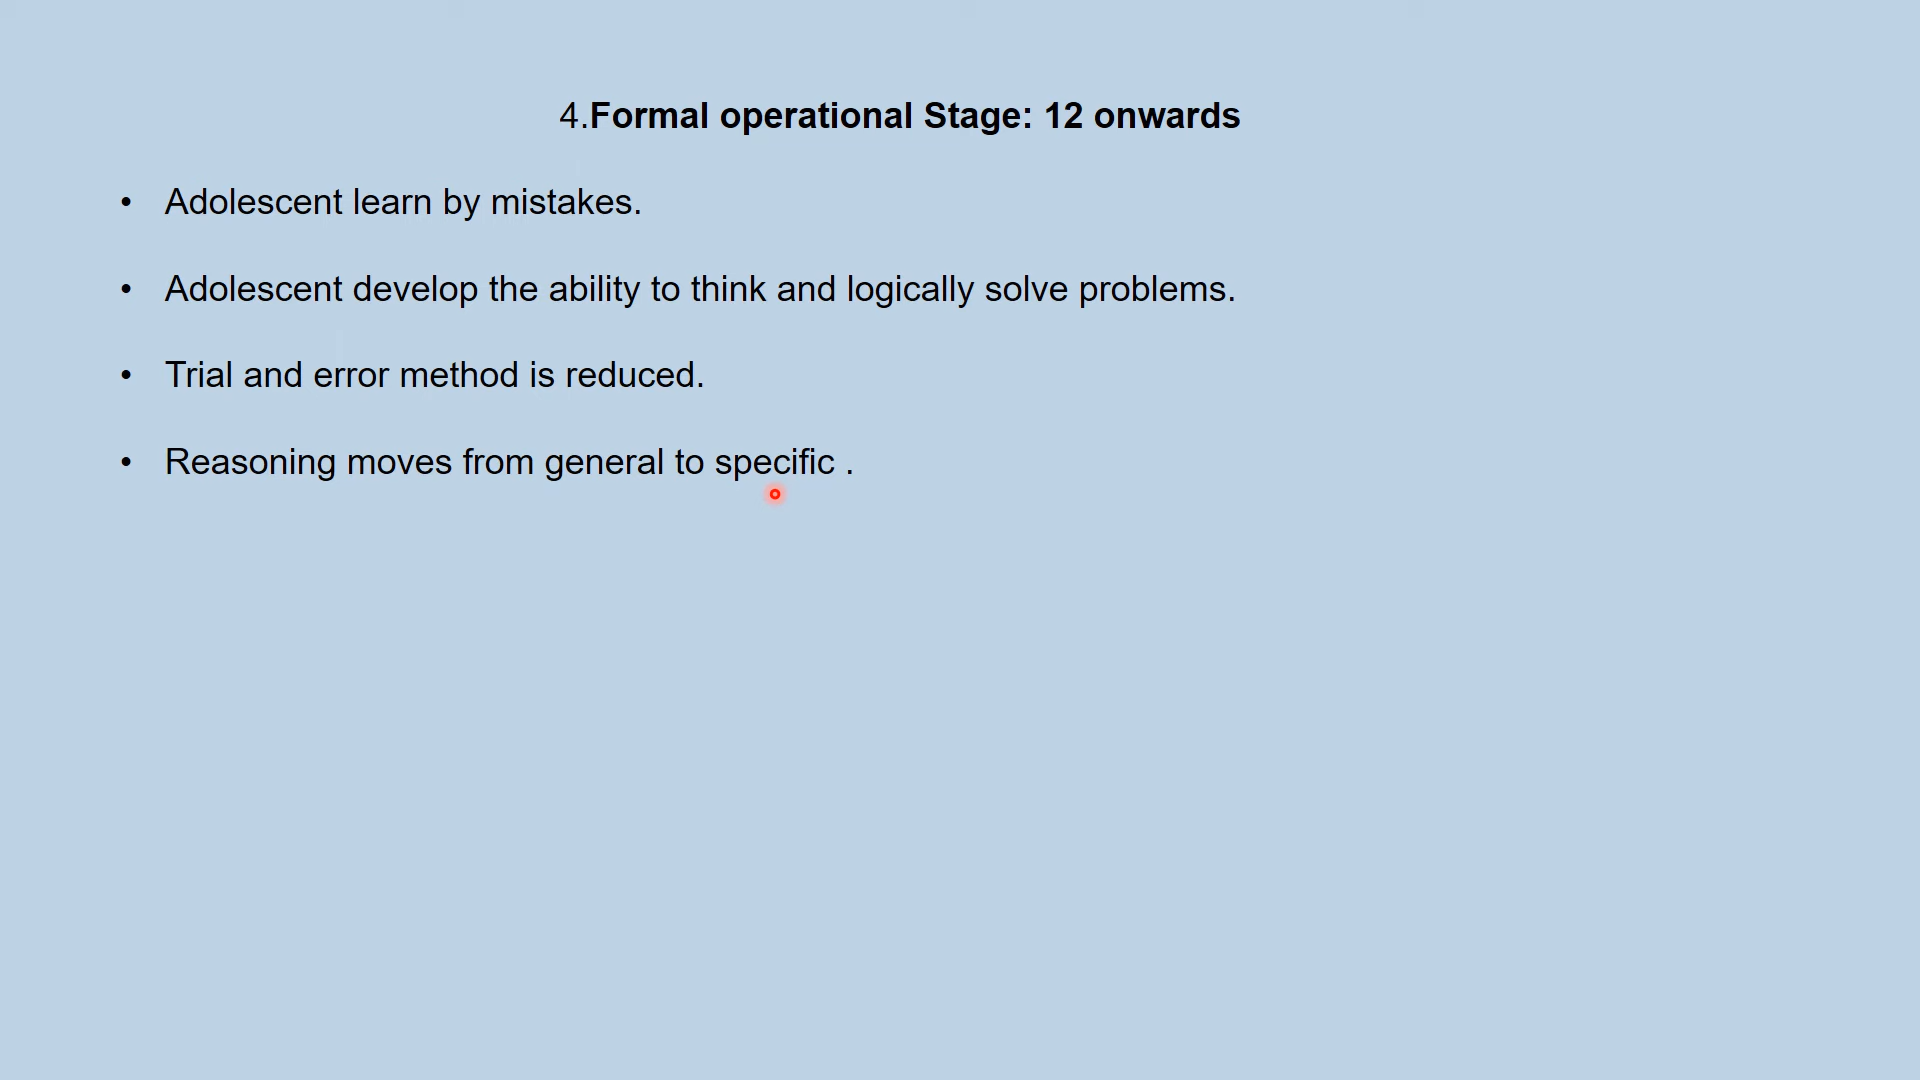 4.Formal operational Stage: 12 onwards
• Adolescent learn by mistakes.
• Adolescent develop the ability to think and logically solve problems.
• Trial and error method is reduced.
• Reasoning moves from general to specific .